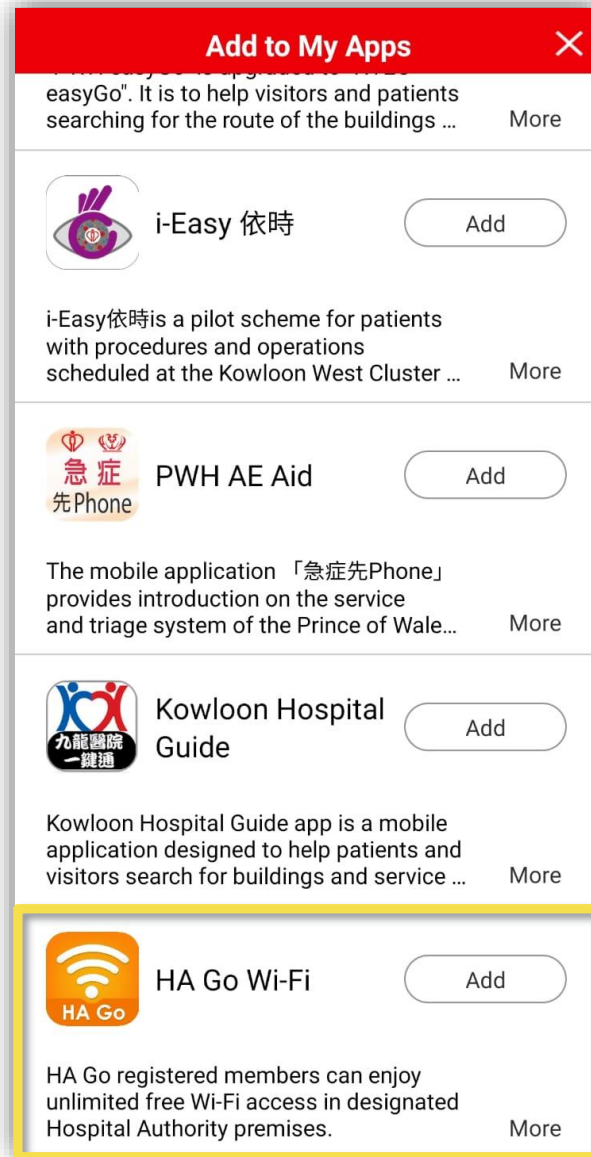 Add to My Apps
easyGo". It is to help visitors and patients
searching for the route of the buildings ...
More
i-Easy 依時
Add
i-Easy依時is a pilot scheme for patients
with procedures and operations
scheduled at the Kowloon West Cluster ...
More
急症
先Phone
PWH AE Aid
Add
The mobile application 「急症先Phone」
provides introduction on the service
and triage system of the Prince of Wale...
More
九龍醫院
一鍵通
Kowloon Hospital
Guide
Add
Kowloon Hospital Guide app is a mobile
application designed to help patients and
visitors search for buildings and service ...
More
HA Go
HA Go Wi-Fi
Add
HA Go registered members can enjoy
unlimited free Wi-Fi access in designated
Hospital Authority premises.
More